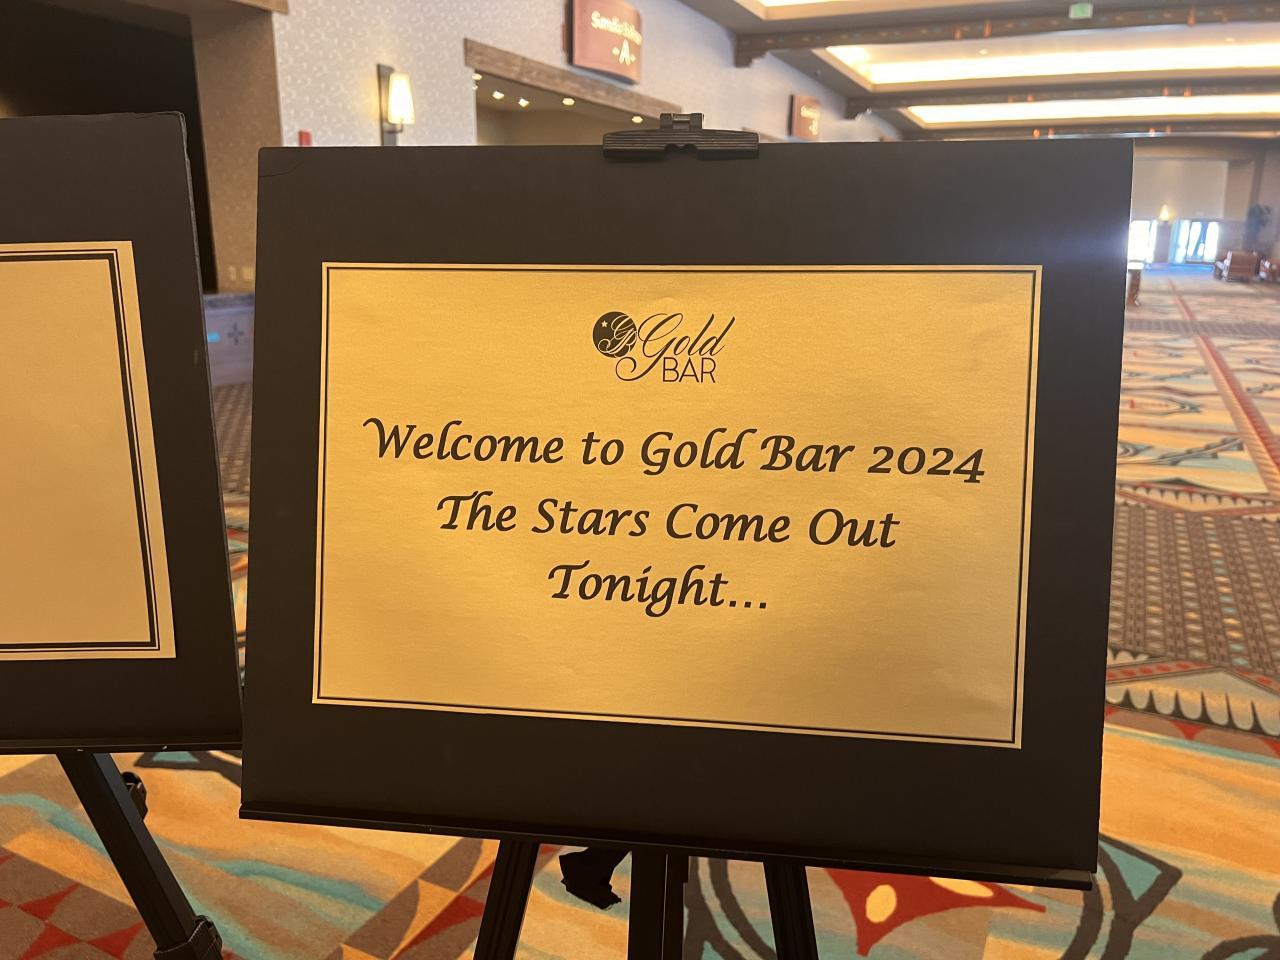 -A-
Gold
BAR
Welcome to Gold Bar 2024
The Stars Come Out
Tonight...